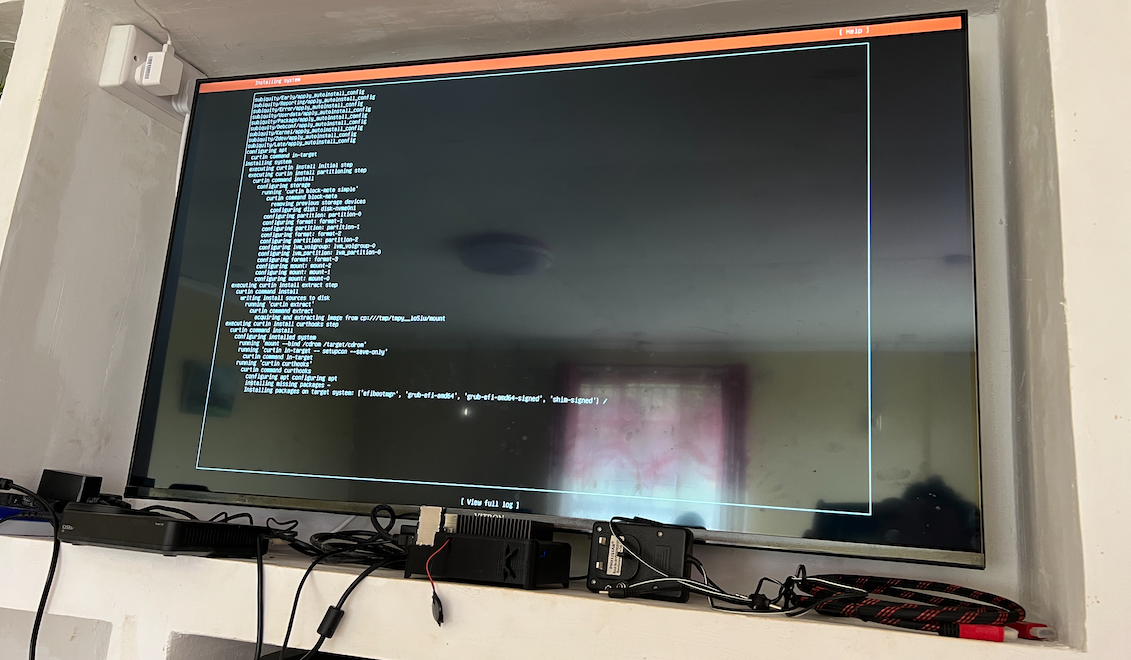 Installing system
[ Help ]
subiquity/Early/apply_autoinstall_config
subiquity/Reporting/apply_autoinstall_config
subiquity/Error/apply_autoinstall_config
subiquity/Userdata/apply_autoinstall_config
subiquity/Package/apply_autoinstall_config
subiquity/Debconf/apply_autoinstall_config
subiquity/Kernel/apply_autoinstall_config
subiquity/Zdev/apply_autoinstall_config
subiquity/Late/apply_autoinstall_config
configuring apt
curtin command in-target
installing system
executing curtin install initial step
executing curtin install partitioning step
curtin command install
configuring storage
running 'curtin block-meta simple'
curtin command block-meta
removing previous storage devices
configuring disk: disk-nvme0n1
configuring partition: partition-0
configuring format: format-1
configuring partition: partition-1
configuring format: format-2
configuring partition: partition-2
configuring lvm_volgroup: lvm_volgroup-0
configuring lvm_partition: lvm_partition-0
configuring format: format-0
configuring mount: mount-2
configuring mount: mount-1
configuring mount: mount-0
executing curtin install extract step
curtin command install
writing install sources to disk
running 'curtin extract'
curtin command extract
acquiring and extracting image from cp:///tmp/tmpy__1o5lw/mount
executing curtin install curthooks step
curtin command install
configuring installed system
running 'mount --bind /cdrom /target/cdrom'
running 'curtin in-target -- setupcon --save-only'
curtin command in-target
running 'curtin curthooks'
curtin command curthooks
configuring apt configuring apt
installing missing packages -
Installing packages on target system: ['efibootmgr', 'grub-efi-amd64', 'grub-efi-amd64-signed', 'shim-signed'] /
[ View full log ]
VITRON